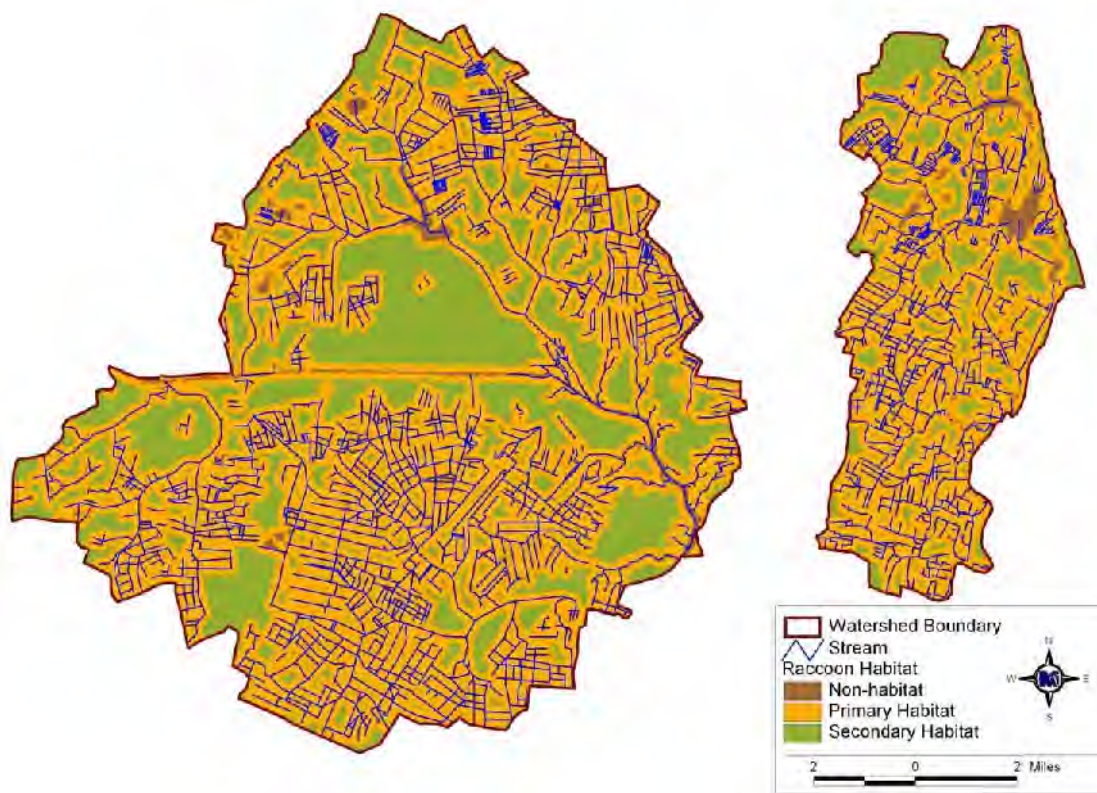 Watershed Boundary
Stream
Raccoon Habitat
Non-habitat
Primary Habitat
Secondary Habitat
N
W E
S
2 0 2 Miles